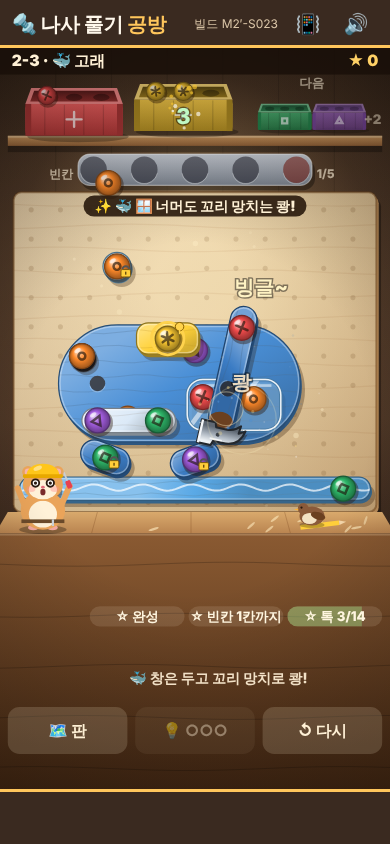 🔩 나사 풀기 공방
빌드 M2'-S023
2-3 · 🐳 고래
★ 0
다음
3
+2
빈칸
1/5
✨ 🐳 🪟 너머도 꼬리 망치는 쾅!
빙글~
쾅
☆ 완성
☆ 빈칸 1칸까지
☆ 톡 3/14
🐳 창은 두고 꼬리 망치로 쾅!
🗺️ 판
💡 ○○○
↺ 다시